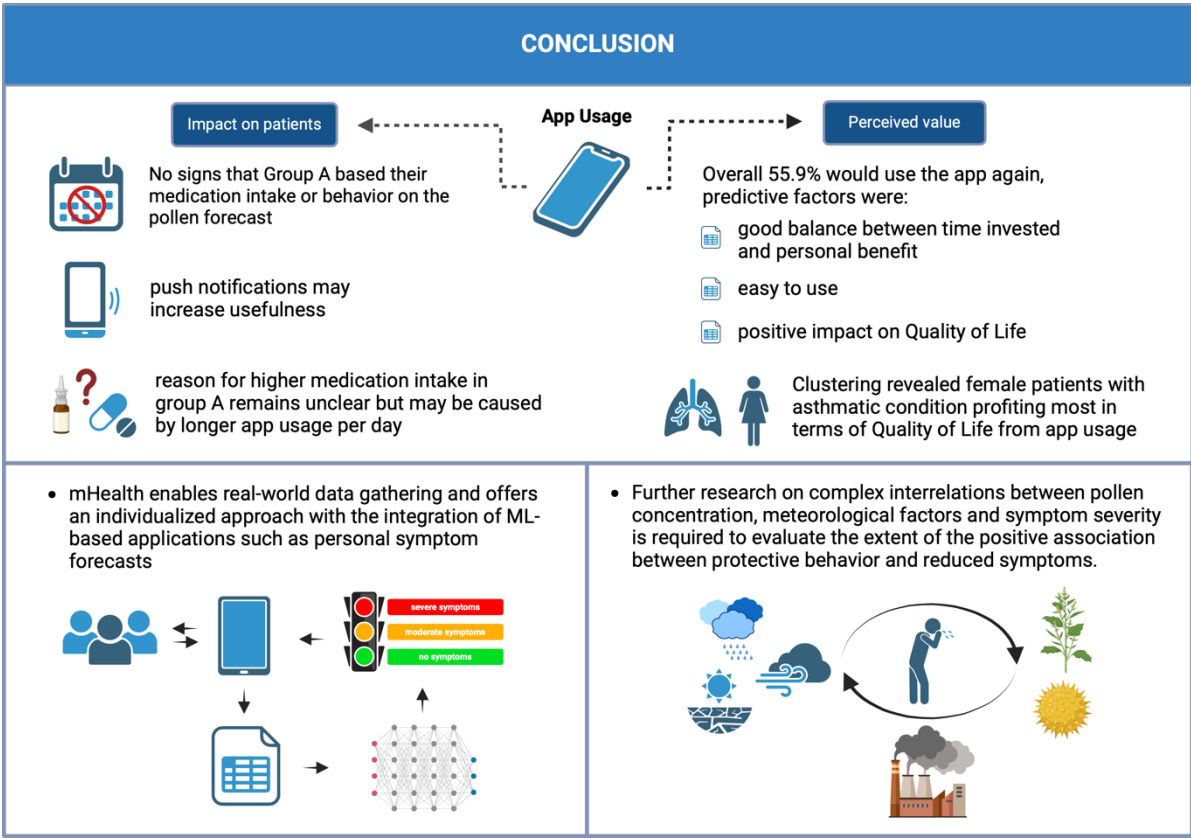 CONCLUSION
Impact on patients
App Usage
Perceived value
No signs that Group A based their
medication intake or behavior on the
pollen forecast
push notifications may
increase usefulness
reason for higher medication intake in
group A remains unclear but may be caused
by longer app usage per day
Overall 55.9% would use the app again,
predictive factors were:
good balance between time invested
and personal benefit
easy to use
positive impact on Quality of Life
Clustering revealed female patients with
asthmatic condition profiting most in
terms of Quality of Life from app usage
• mHealth enables real-world data gathering and offers
an individualized approach with the integration of ML-
based applications such as personal symptom
forecasts
severe symptoms
moderate symptoms
no symptoms
• Further research on complex interrelations between pollen
concentration, meteorological factors and symptom severity
is required to evaluate the extent of the positive association
between protective behavior and reduced symptoms.